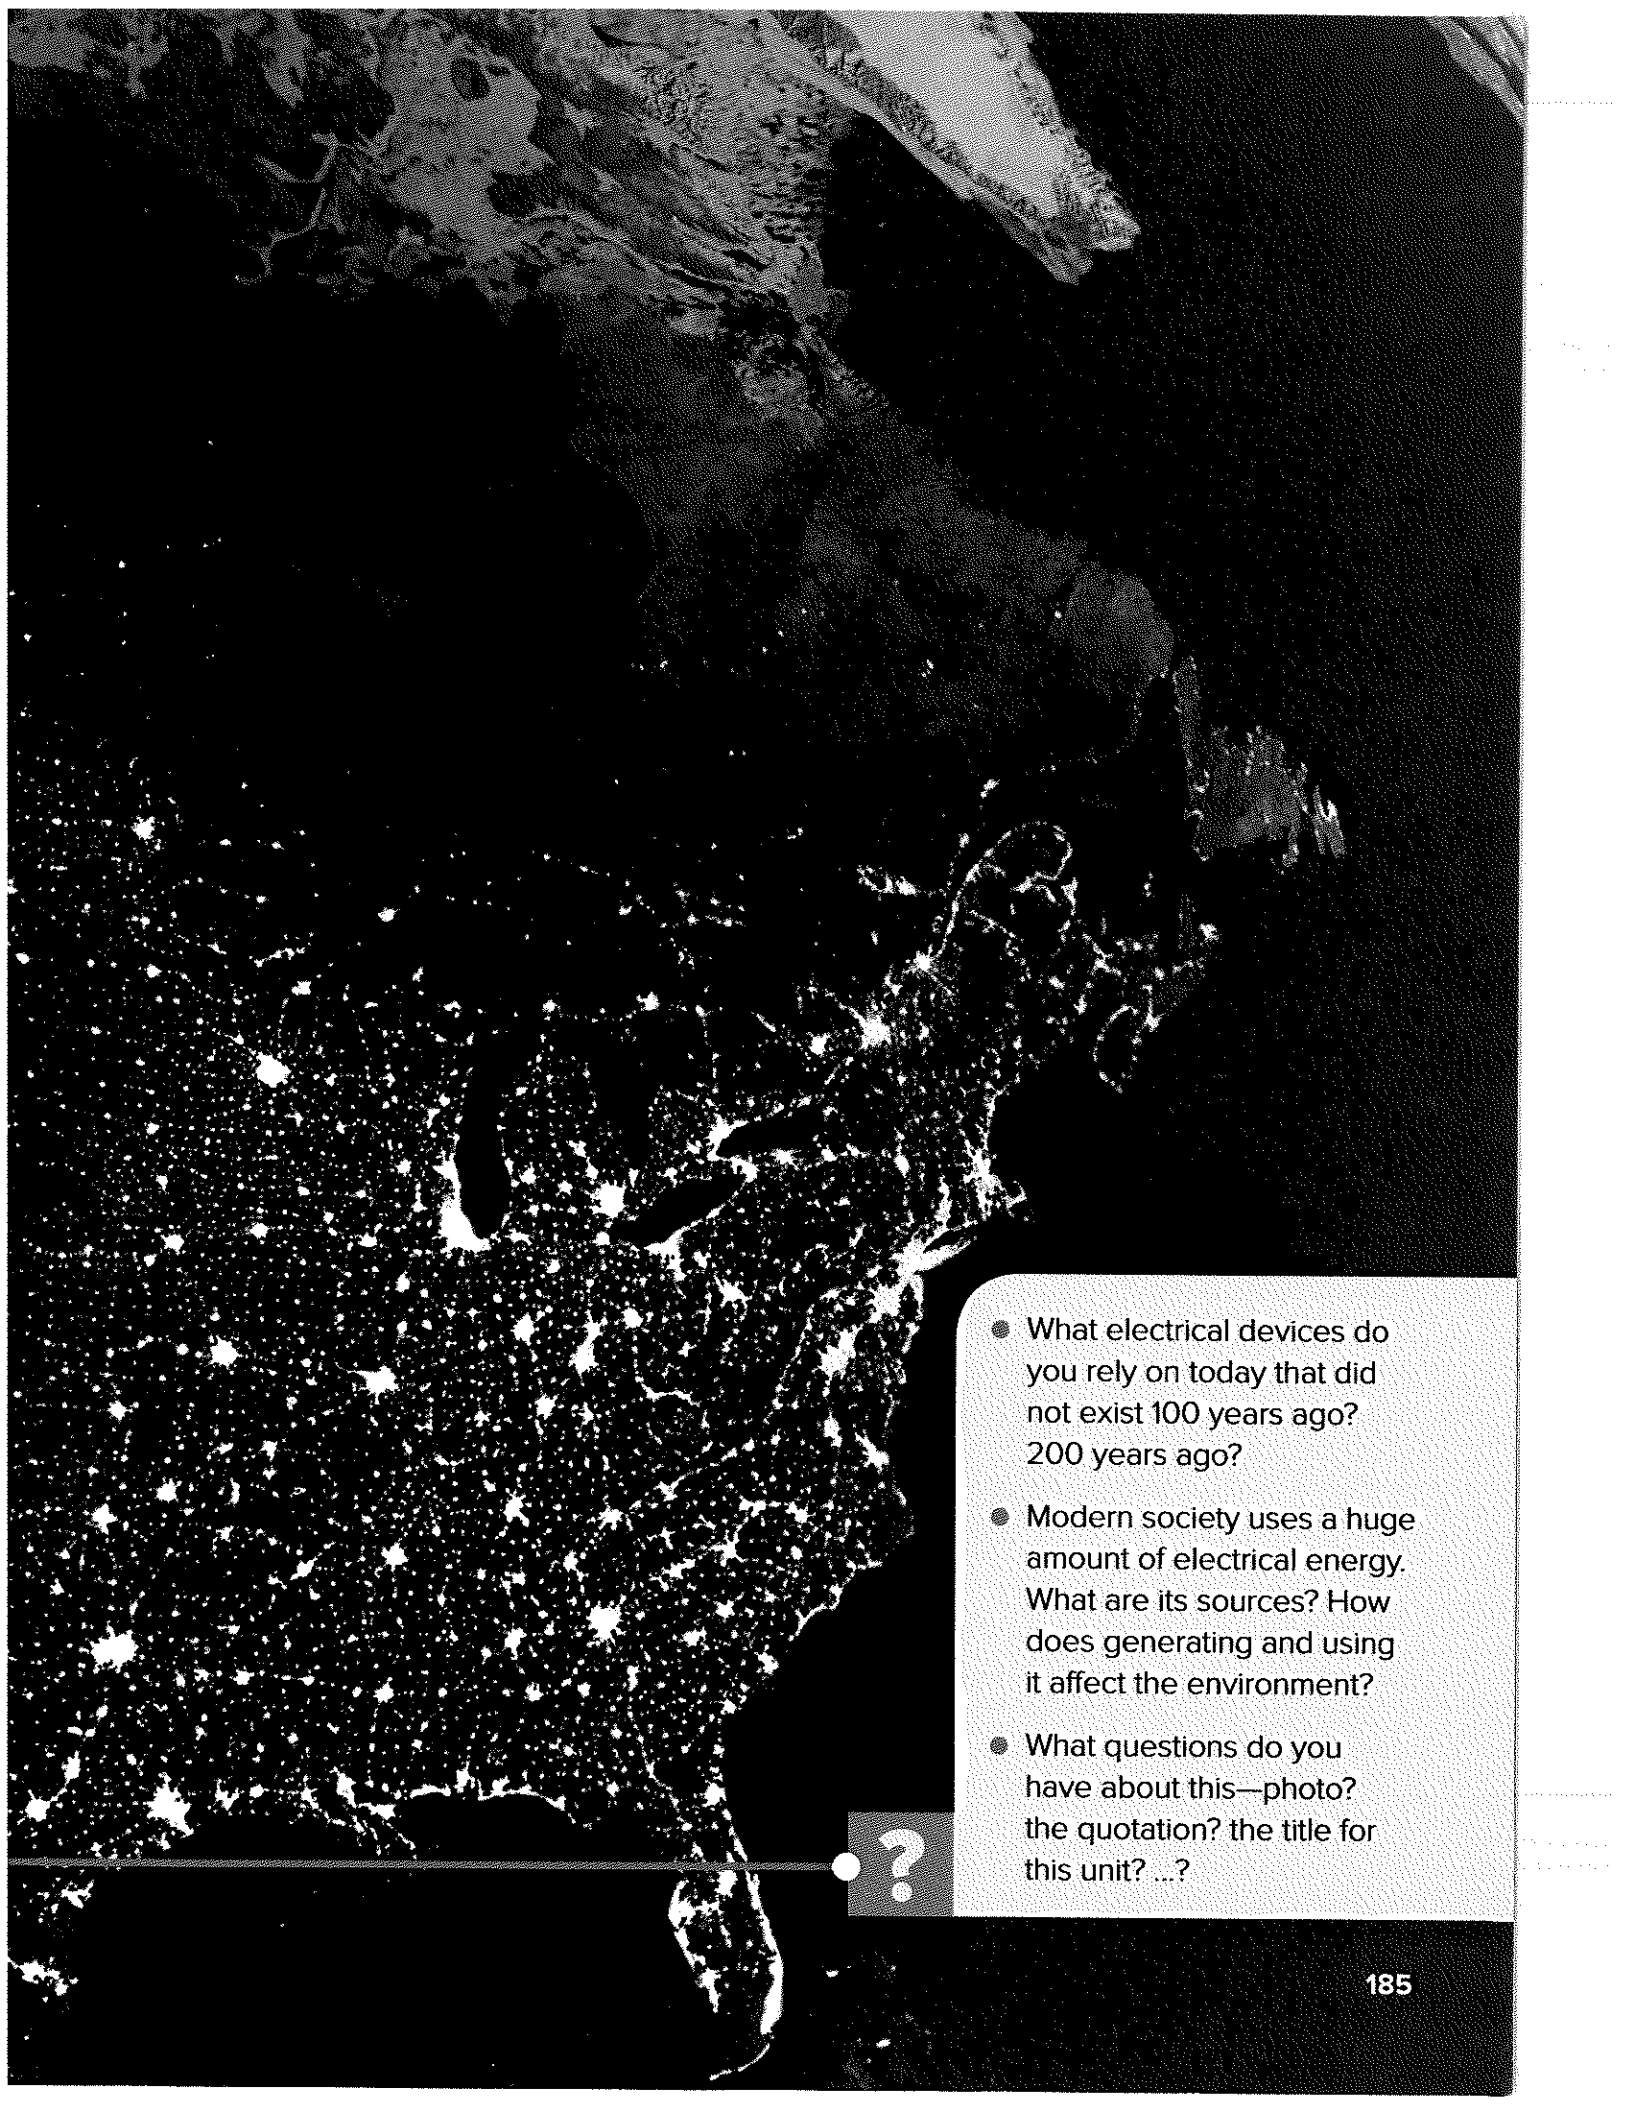 ● What electrical devices do
you rely on today that did
not exist 100 years ago?
200 years ago?
● Modern society uses a huge
amount of electrical energy.
What are its sources? How
does generating and using
it affect the environment?
● What questions do you
have about this—photo?
the quotation? the title for
this unit? ...?
?
185